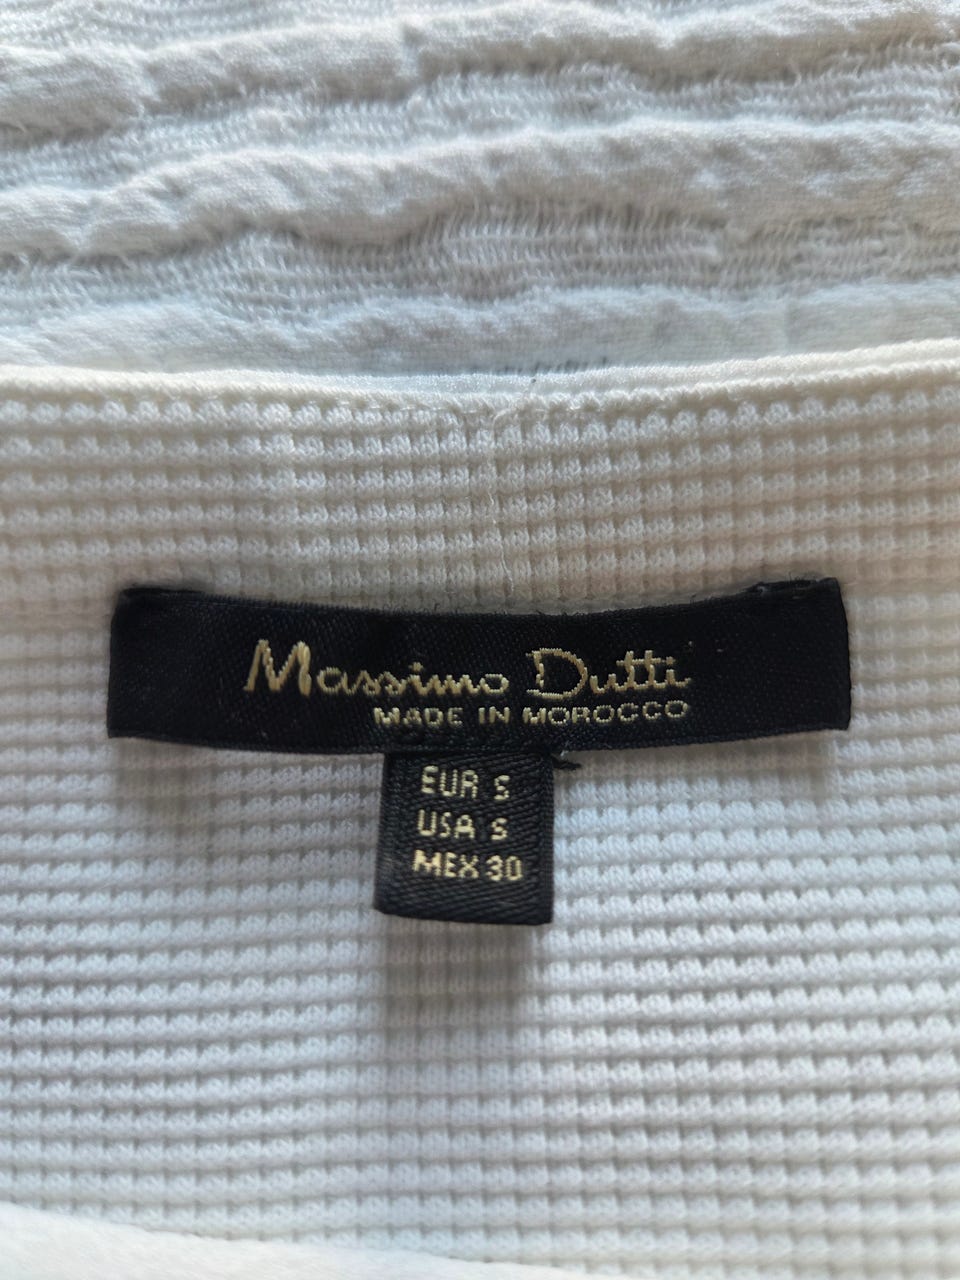 Massimo Dutti
MADE IN MOROCCO
EUR S
USA S
MEX 30